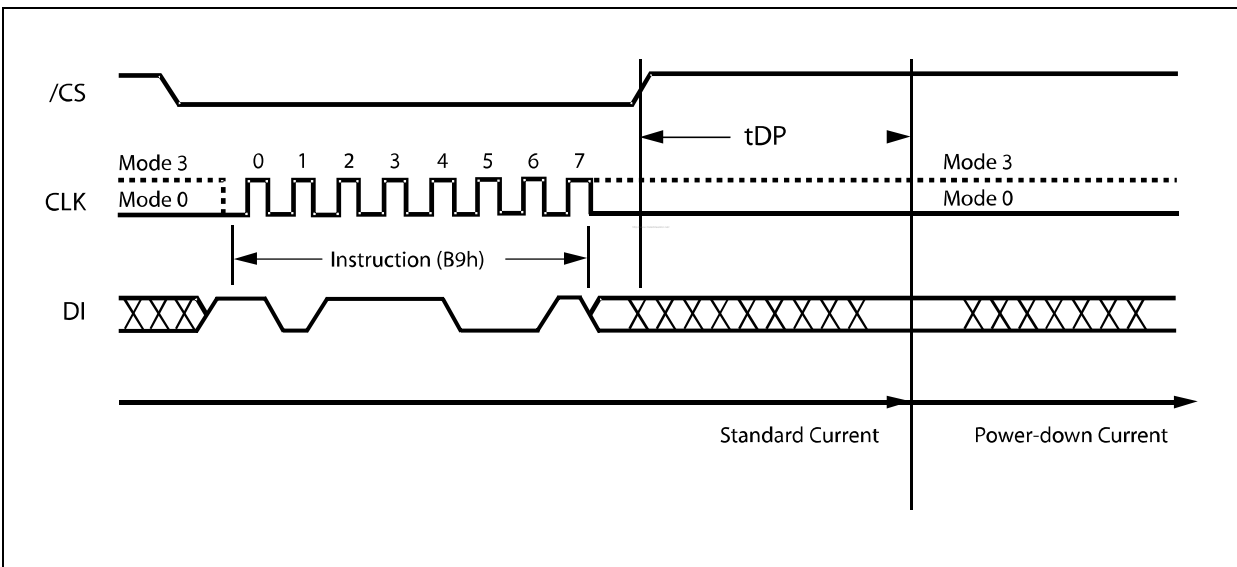 /CS
tDP
Mode 3 0 1 2 3 4 5 6 7 Mode 3
CLK Mode 0 Mode 0
Instruction (B9h)
DI
Standard Current Power-down Current